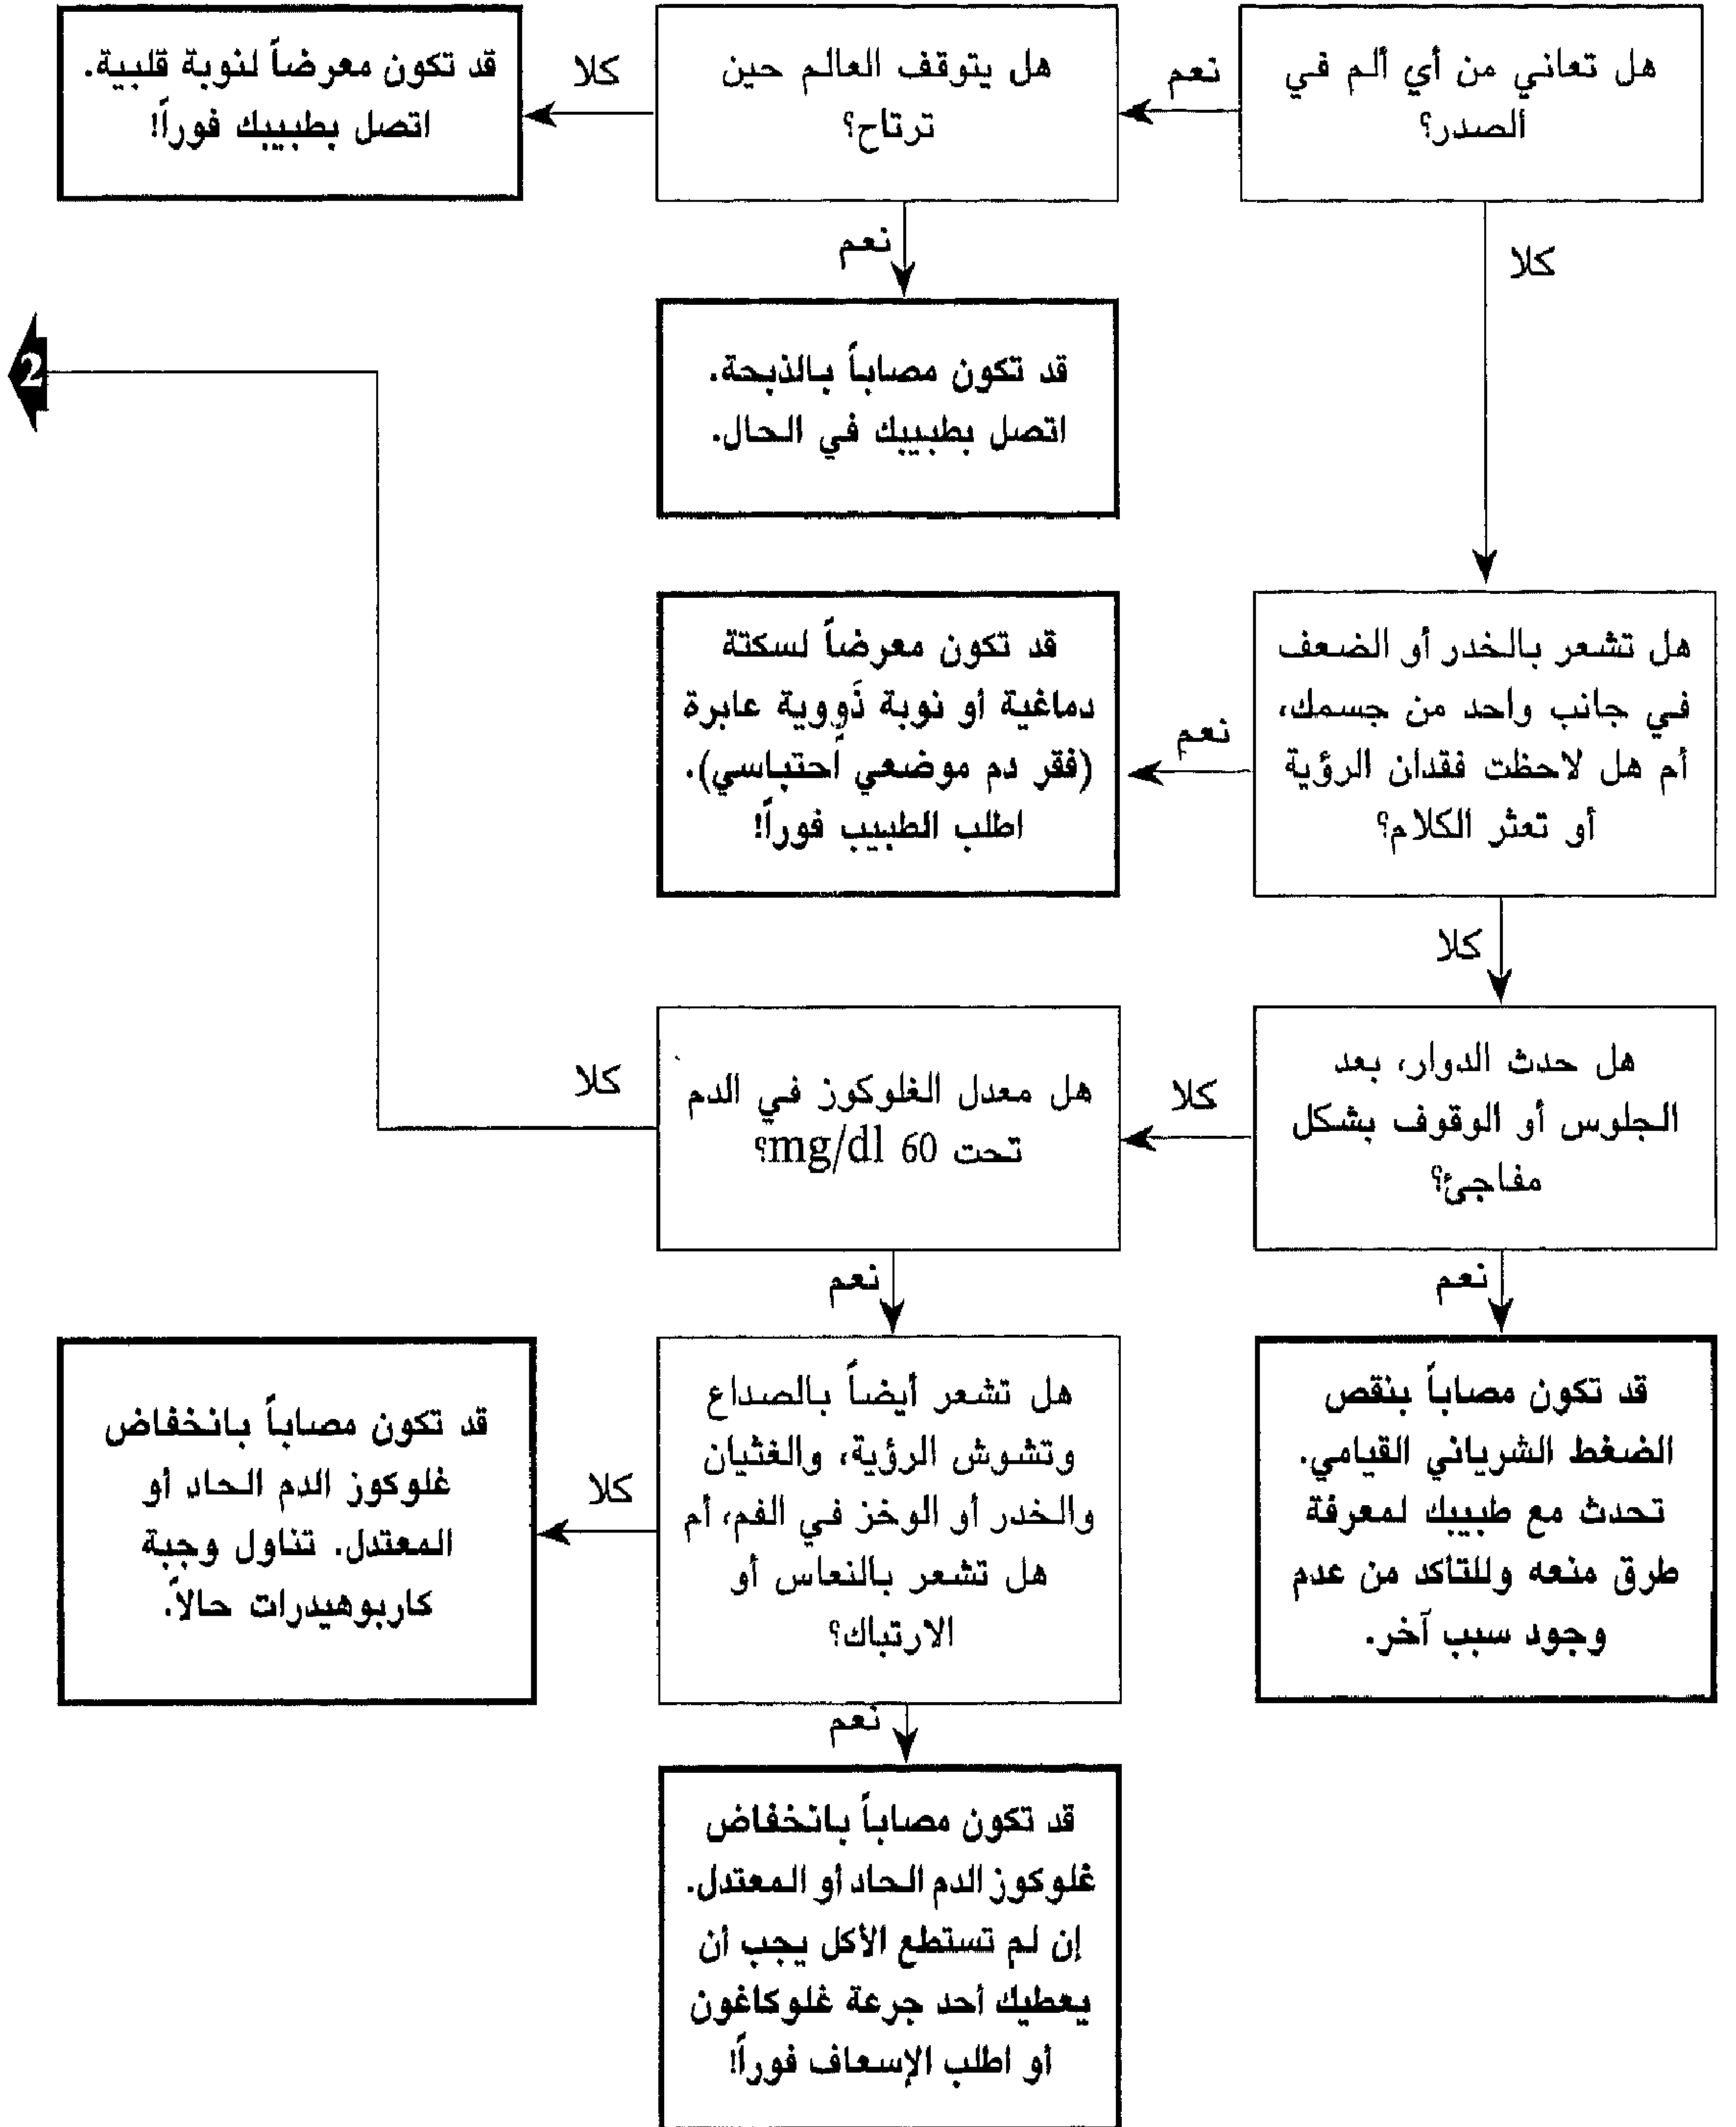 هل تعاني من أي ألم في
الصدر؟
نعم
هل يتوقف العالم حين
ترتاح؟
كلا
قد تكون معرضاً لنوبة قلبية.
اتصل بطبيبك فوراً!
نعم
قد تكون مصاباً بالذبحة.
اتصل بطبيبك في الحال.
كلا
2
هل تشعر بالخدر أو الضعف
في جانب واحد من جسمك،
أم هل لاحظت فقدان الرؤية
أو تعثر الكلام؟
نعم
قد تكون معرضاً لسكتة
دماغية أو نوبة ذَووية عابرة
(فقر دم موضعي احتباسي).
اطلب الطبيب فوراً!
كلا
هل حدث الدوار، بعد
الجلوس أو الوقوف بشكل
مفاجئ؟
كلا
هل معدل الغلوكوز في الدم
تحت 60 mg/dl؟
كلا
نعم
قد تكون مصاباً بنقص
الضغط الشرياني القيامي.
تحدث مع طبيبك لمعرفة
طرق منعه وللتأكد من عدم
وجود سبب آخر.
نعم
هل تشعر أيضاً بالصداع
وتشوش الرؤية، والغثيان
والخدر أو الوخز في الفم، أم
هل تشعر بالنعاس أو
الارتباك؟
كلا
قد تكون مصاباً بانخفاض
غلوكوز الدم الحاد أو
المعتدل. تناول وجبة
كاربوهيدرات حالاً.
نعم
قد تكون مصاباً بانخفاض
غلوكوز الدم الحاد أو المعتدل.
إن لم تستطع الأكل يجب أن
يعطيك أحد جرعة غلوكاغون
أو اطلب الإسعاف فوراً!